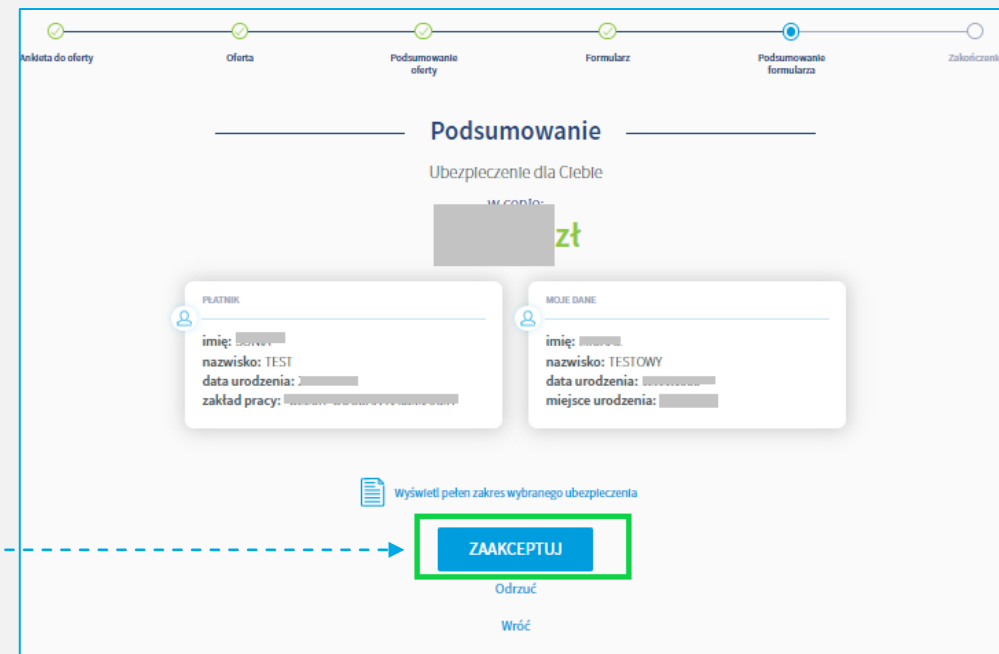 Ankieta do oferty
Oferta
Podsumowanie
oferty
Formularz
Podsumowanie
formularza
Zakończenie
Podsumowanie
Ubezpieczenie dla Ciebie
w cenie:
zł
PŁATNIK
imię:
nazwisko: TEST
data urodzenia:
zakład pracy:
MOJE DANE
imię:
nazwisko: TESTOWY
data urodzenia:
miejsce urodzenia:
Wyświetl pełen zakres wybranego ubezpieczenia
ZAAKCEPTUJ
Odrzuć
Wróć